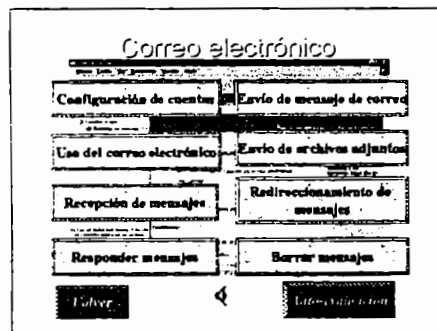 Correo electrónico
Configuración de cuentas
Envío de mensaje de correo
Uso del correo electrónico
Envío de archivos adjuntos
Recepción de mensajes
Redireccionamiento de
mensajes
Responder mensajes
Borrar mensajes
Volver